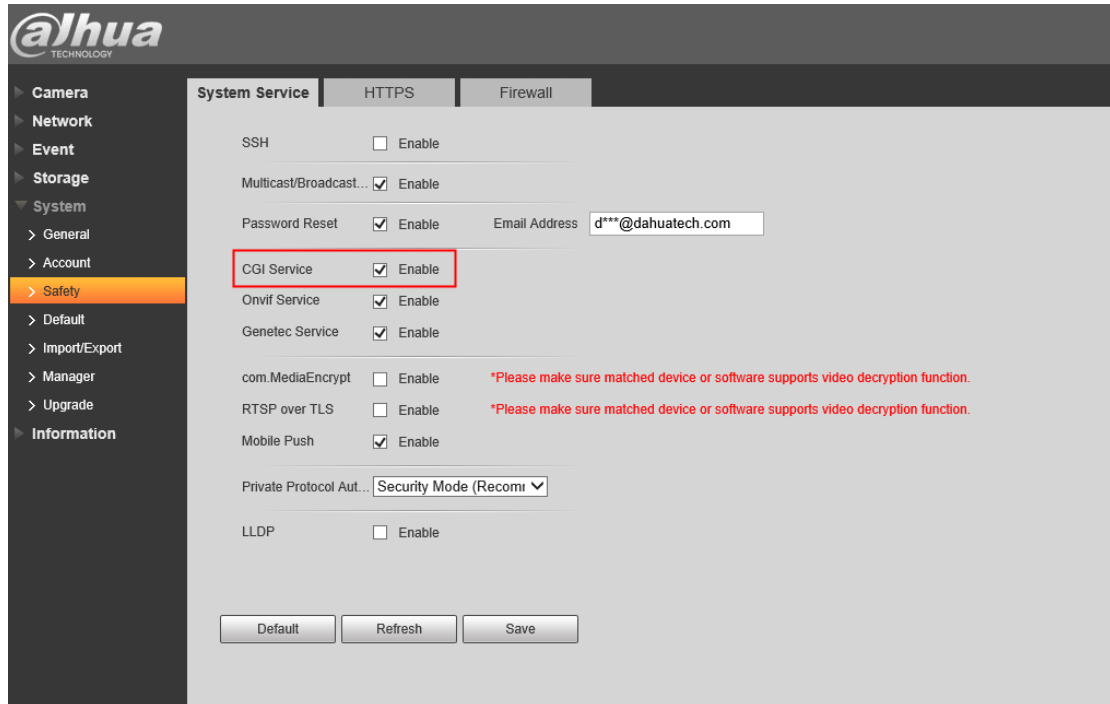 alhua
TECHNOLOGY
Camera
Network
Event
Storage
System
General
Account
Safety
Default
Import/Export
Manager
Upgrade
Information
System Service HTTPS Firewall
SSH Enable
Multicast/Broadcast... Enable
Password Reset Enable Email Address d***@dahuatech.com
CGI Service Enable
Onvif Service Enable
Genetec Service Enable
com.MediaEncrypt Enable *Please make sure matched device or software supports video decryption function.
RTSP over TLS Enable *Please make sure matched device or software supports video decryption function.
Mobile Push Enable
Private Protocol Aut... Security Mode (Recomm
LLDP Enable
Default Refresh Save